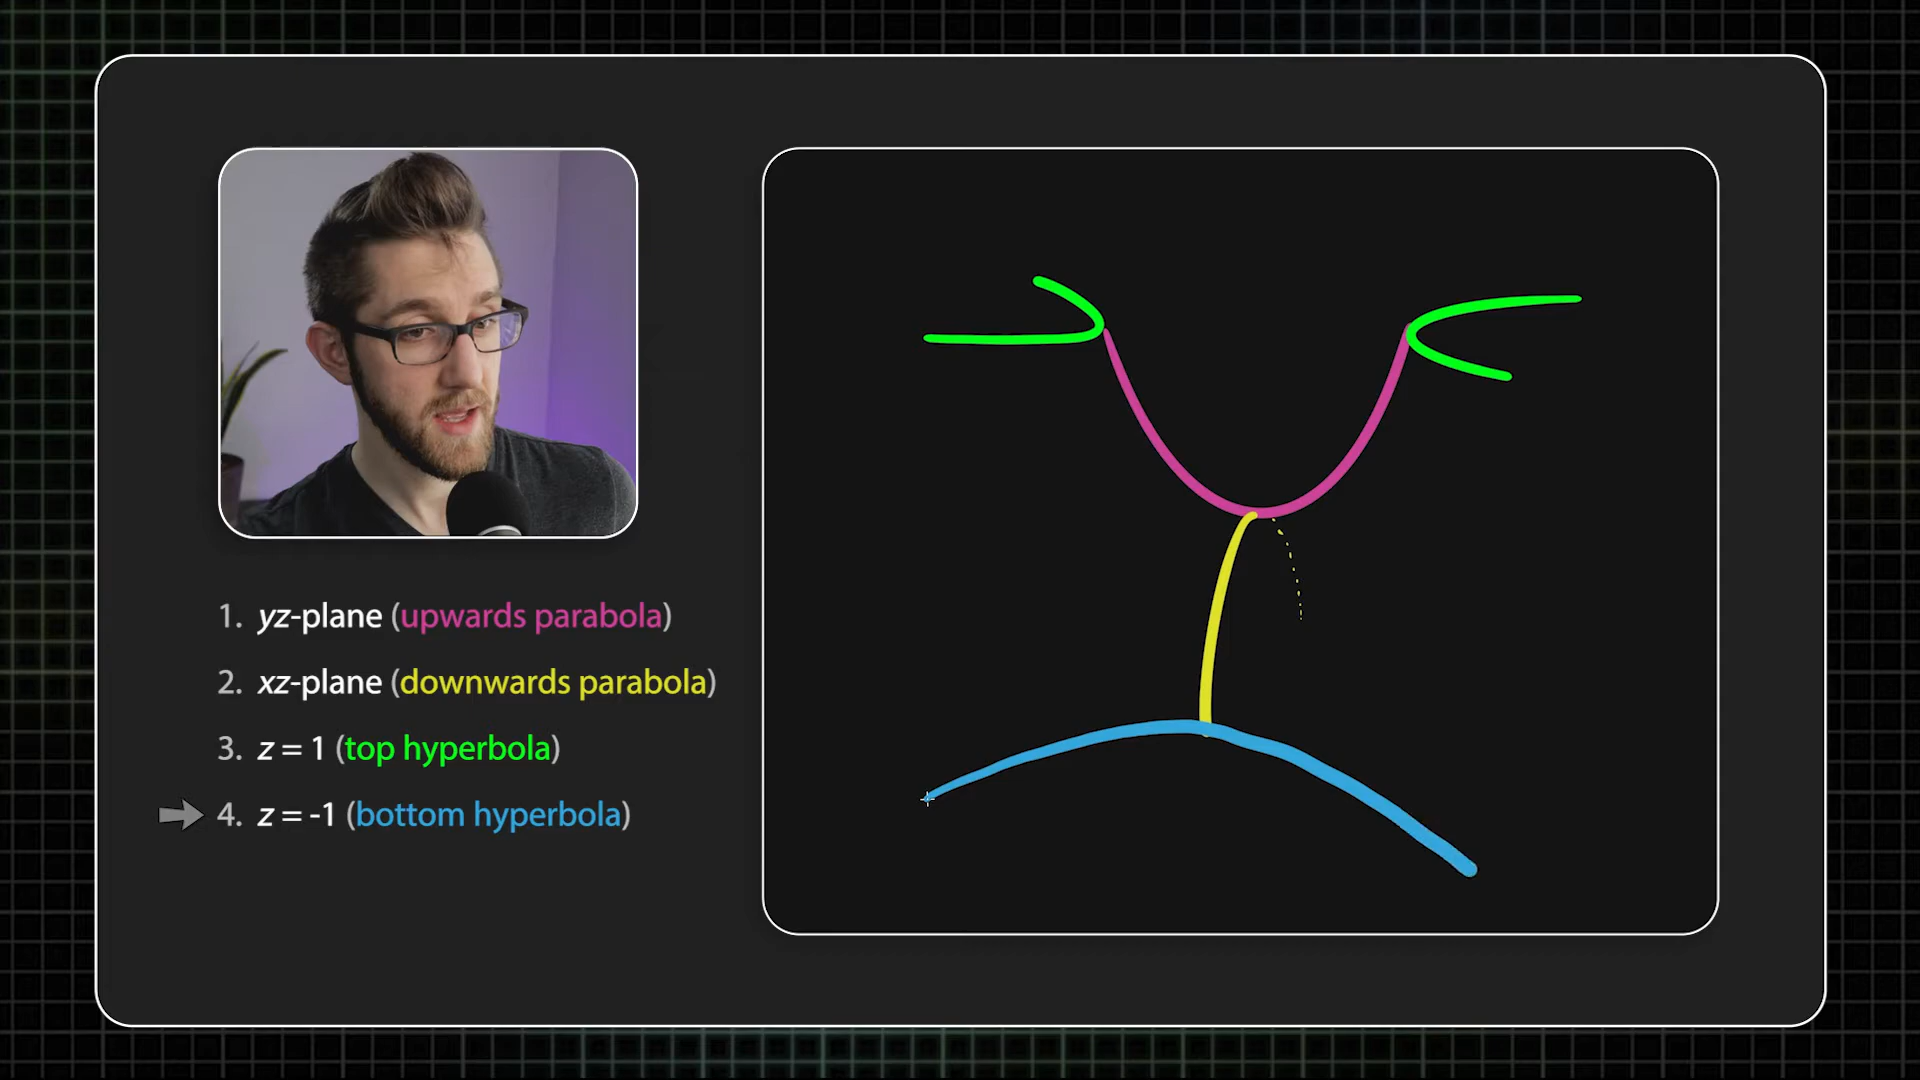 1. yz-plane (upwards parabola)
2. xz-plane (downwards parabola)
3. z = 1 (top hyperbola)
4. z = -1 (bottom hyperbola)